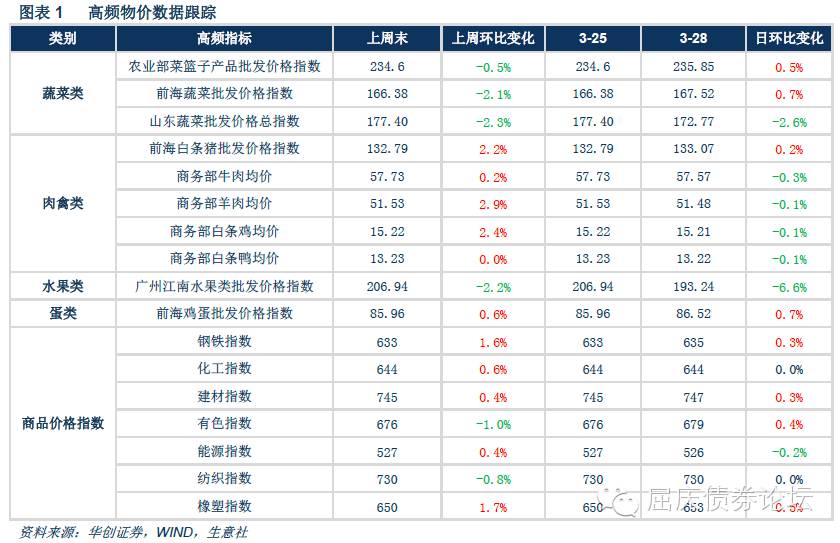 图表 1 高频物价数据跟踪
类别 高频指标 上周末 上周环比变化 3-25 3-28 日环比变化
蔬菜类 农业部菜篮子产品批发价格指数 234.6 -0.5% 234.6 235.85 0.5%
前海蔬菜批发价格指数 166.38 -2.1% 166.38 167.52 0.7%
山东蔬菜批发价格总指数 177.40 -2.3% 177.40 172.77 -2.6%
肉禽类 前海白条猪批发价格指数 132.79 2.2% 132.79 133.07 0.2%
商务部牛肉均价 57.73 0.2% 57.73 57.57 -0.3%
商务部羊肉均价 51.53 2.9% 51.53 51.48 -0.1%
商务部白条鸡均价 15.22 2.4% 15.22 15.21 -0.1%
商务部白条鸭均价 13.23 0.0% 13.23 13.22 -0.1%
水果类 广州江南水果类批发价格指数 206.94 -2.2% 206.94 193.24 -6.6%
蛋类 前海鸡蛋批发价格指数 85.96 0.6% 85.96 86.52 0.7%
商品价格指数 钢铁指数 633 1.6% 633 635 0.3%
化工指数 644 0.6% 644 644 0.0%
建材指数 745 0.4% 745 747 0.3%
有色指数 676 -1.0% 676 679 0.4%
能源指数 527 0.4% 527 526 -0.2%
纺织指数 730 -0.8% 730 730 0.0%
橡塑指数 650 1.7% 650 653 0.5%
屈庆债券论坛
资料来源：华创证券，WIND，生意社